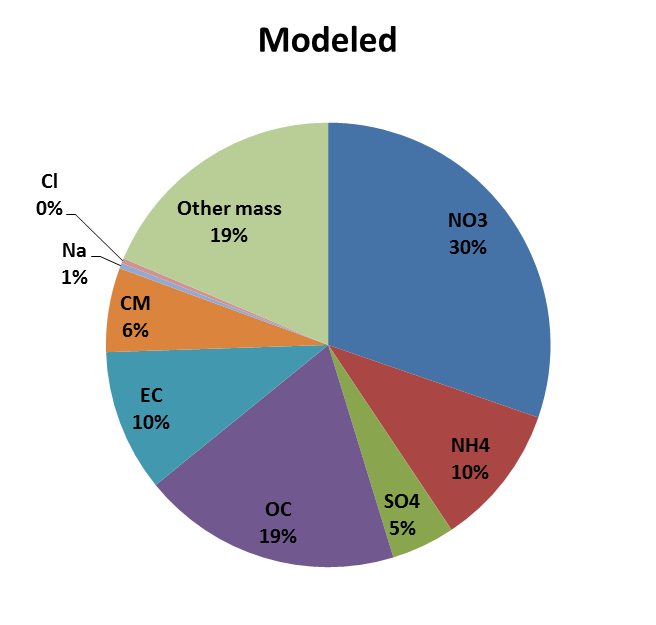 Modeled
NO3
30%
NH4
10%
SO4
5%
OC
19%
EC
10%
CM
6%
Na
1%
Cl
0%
Other mass
19%